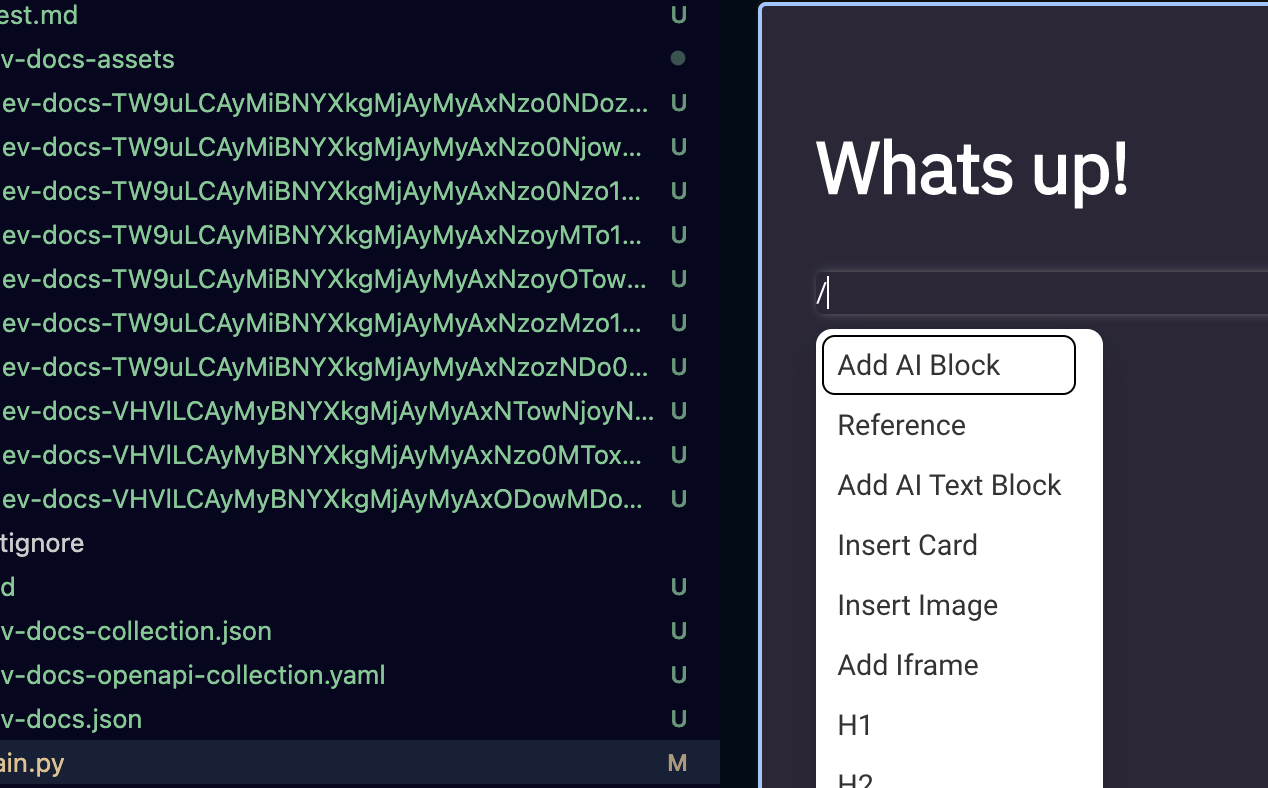 est.md U
v-docs-assets
ev-docs-TW9uLCAyMiBNYXkgMjAyMyAxNzo0NDoz... U
ev-docs-TW9uLCAyMiBNYXkgMjAyMyAxNzo0Njow... U
ev-docs-TW9uLCAyMiBNYXkgMjAyMyAxNzo0Nzo1... U
ev-docs-TW9uLCAyMiBNYXkgMjAyMyAxNzoyMTo1... U
ev-docs-TW9uLCAyMiBNYXkgMjAyMyAxNzoyOTow... U
ev-docs-TW9uLCAyMiBNYXkgMjAyMyAxNzozMzo1... U
ev-docs-TW9uLCAyMiBNYXkgMjAyMyAxNzozNDo0... U
ev-docs-VHVlLCAyMyBNYXkgMjAyMyAxNTowNjoyN... U
ev-docs-VHVlLCAyMyBNYXkgMjAyMyAxNzo0MTox... U
ev-docs-VHVlLCAyMyBNYXkgMjAyMyAxODowMDo... U
tignore
d U
v-docs-collection.json U
v-docs-openapi-collection.yaml U
v-docs.json U
ain.py M
Whats up!
/
Add AI Block
Reference
Add AI Text Block
Insert Card
Insert Image
Add Iframe
H1
H2